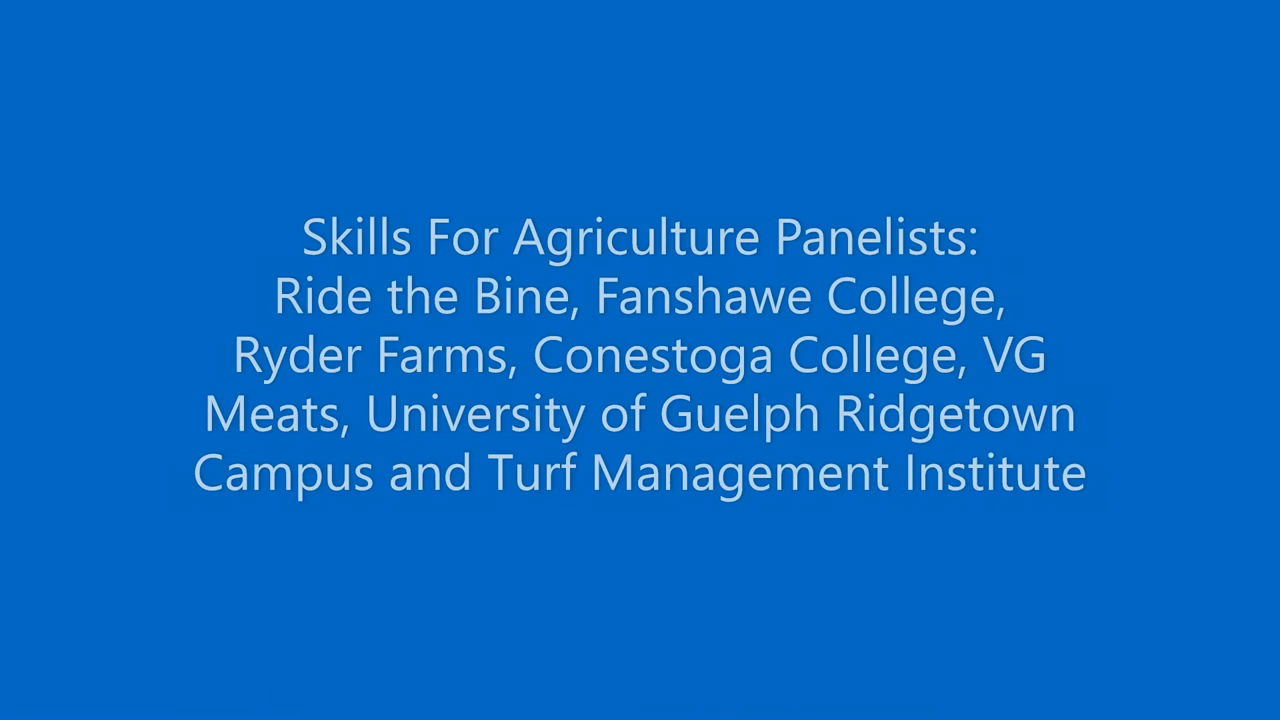 Skills For Agriculture Panelists:
Ride the Bine, Fanshawe College,
Ryder Farms, Conestoga College, VG
Meats, University of Guelph Ridgetown
Campus and Turf Management Institute